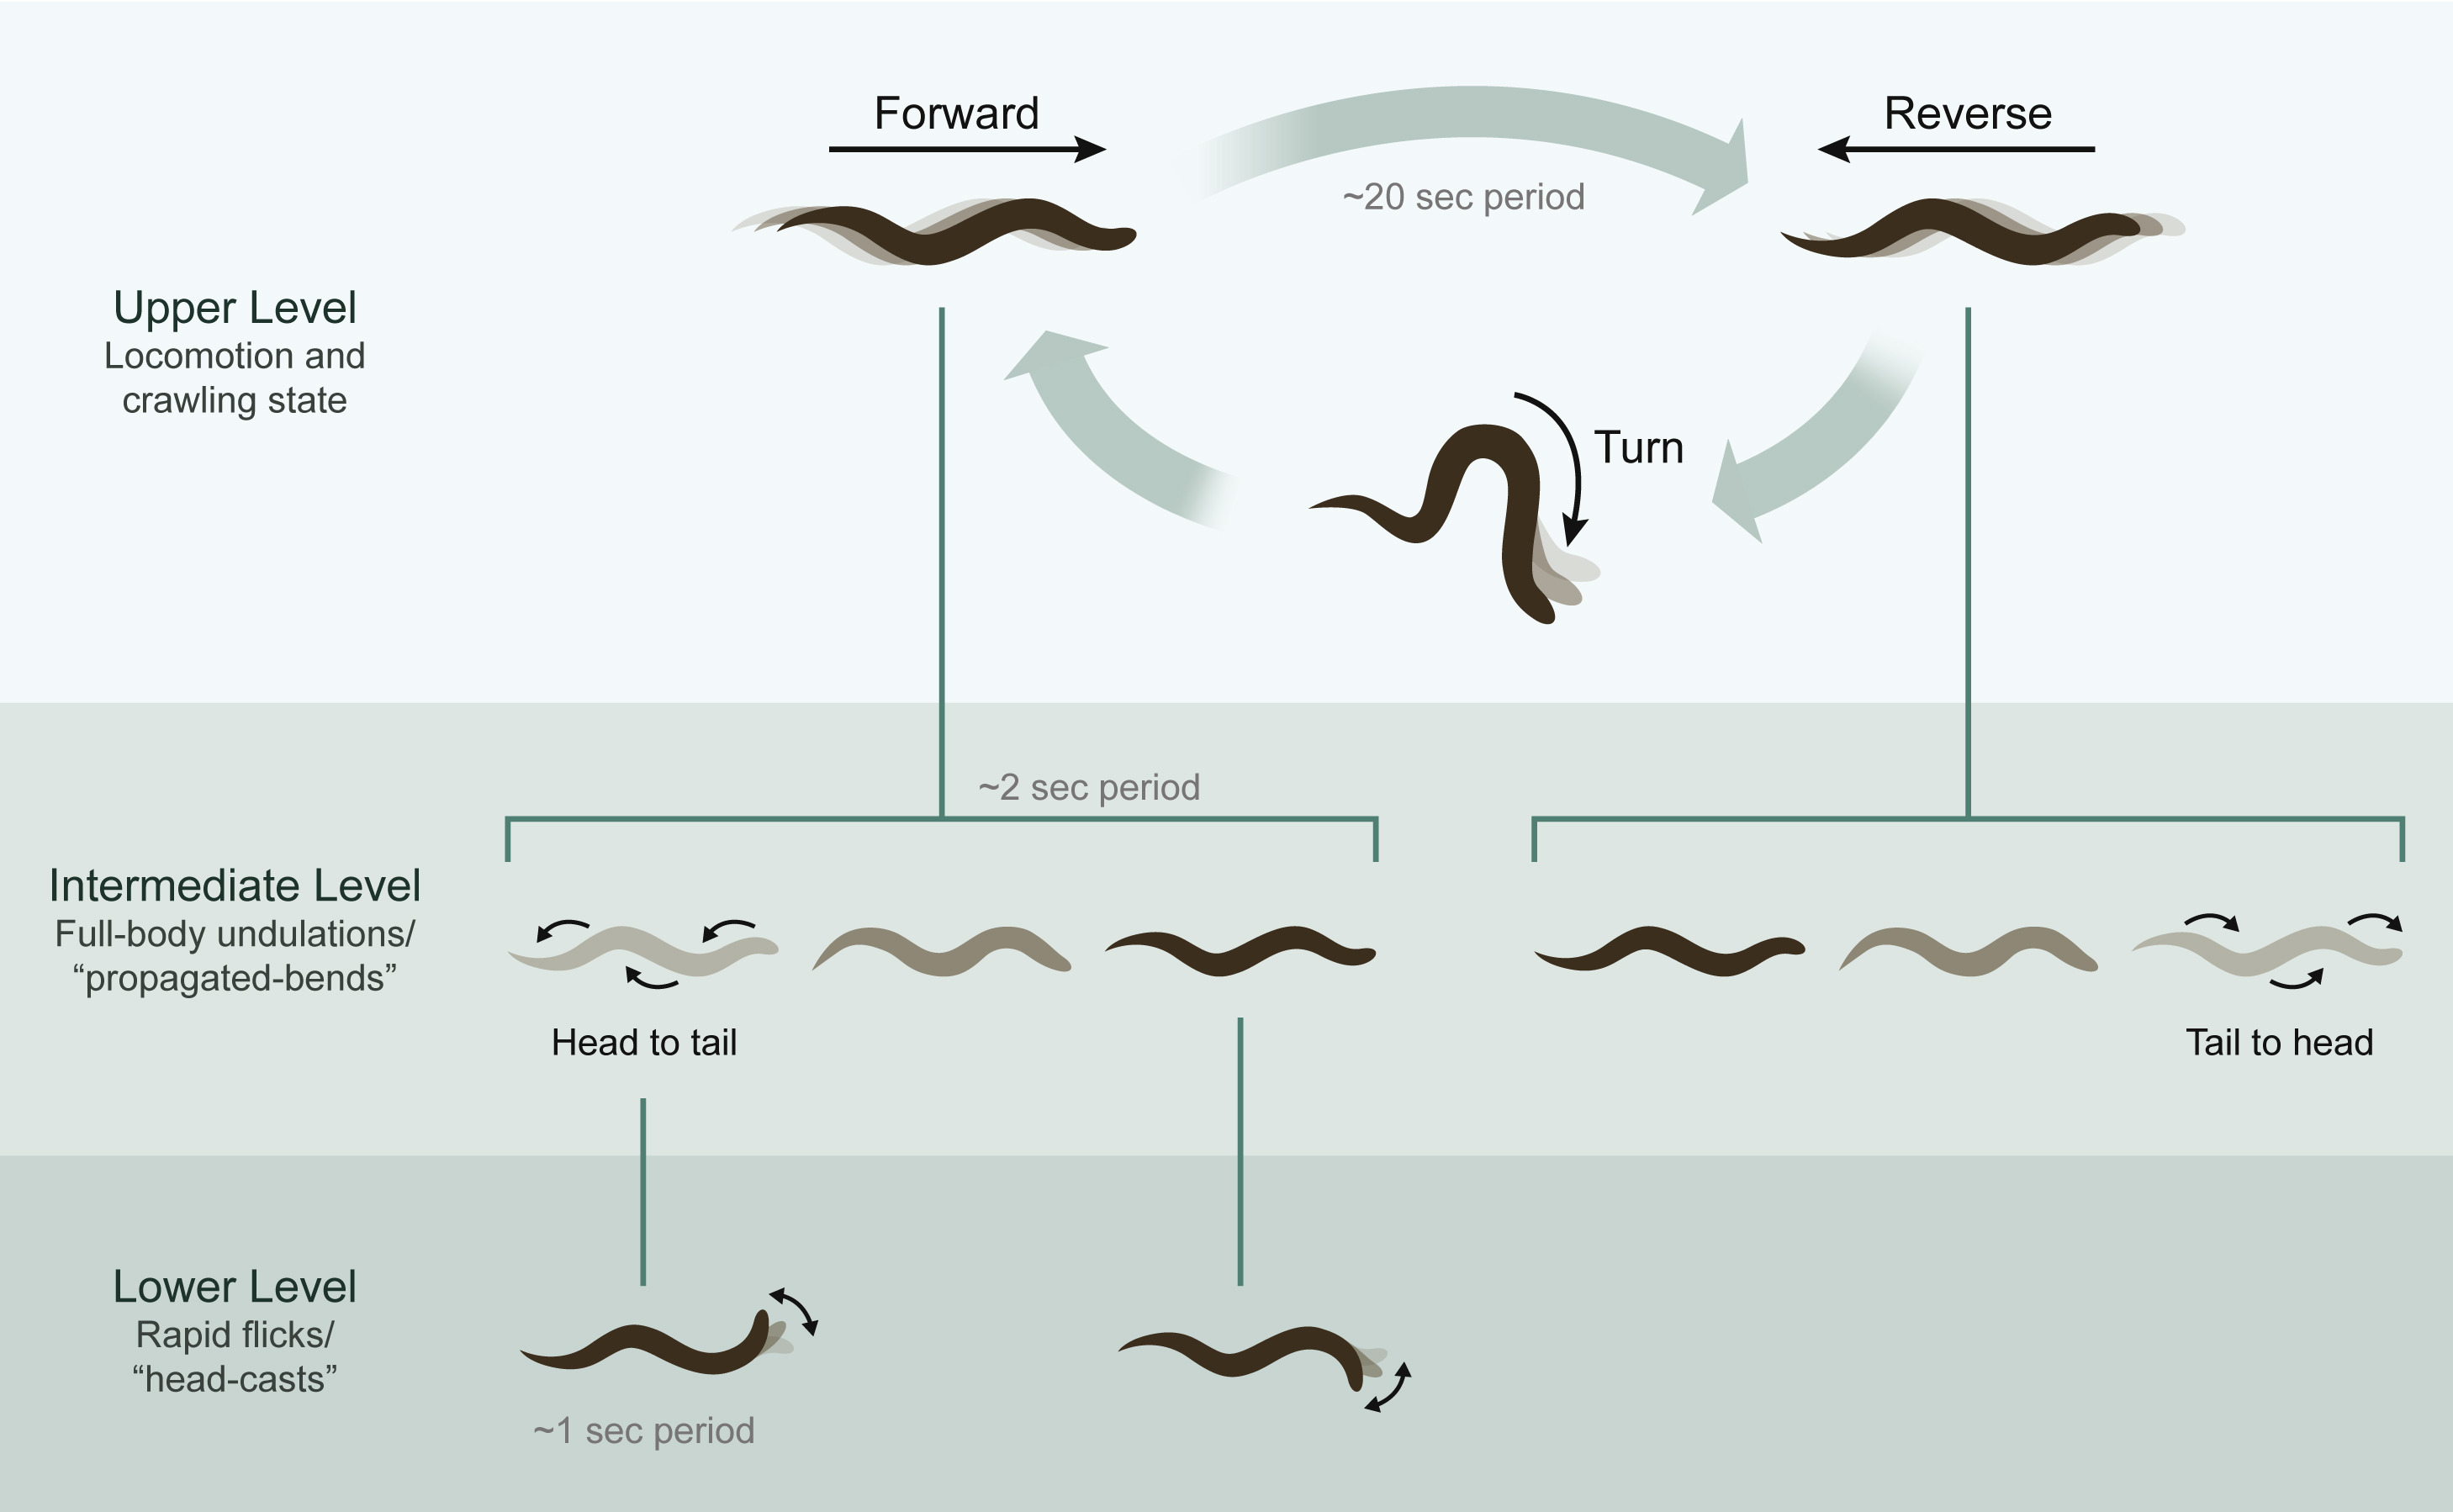 Forward
Reverse
~20 sec period
Upper Level
Locomotion and
crawling state
Turn
~2 sec period
Intermediate Level
Full-body undulations/
“propagated-bends”
Head to tail
Tail to head
Lower Level
Rapid flicks/
“head-casts”
~1 sec period